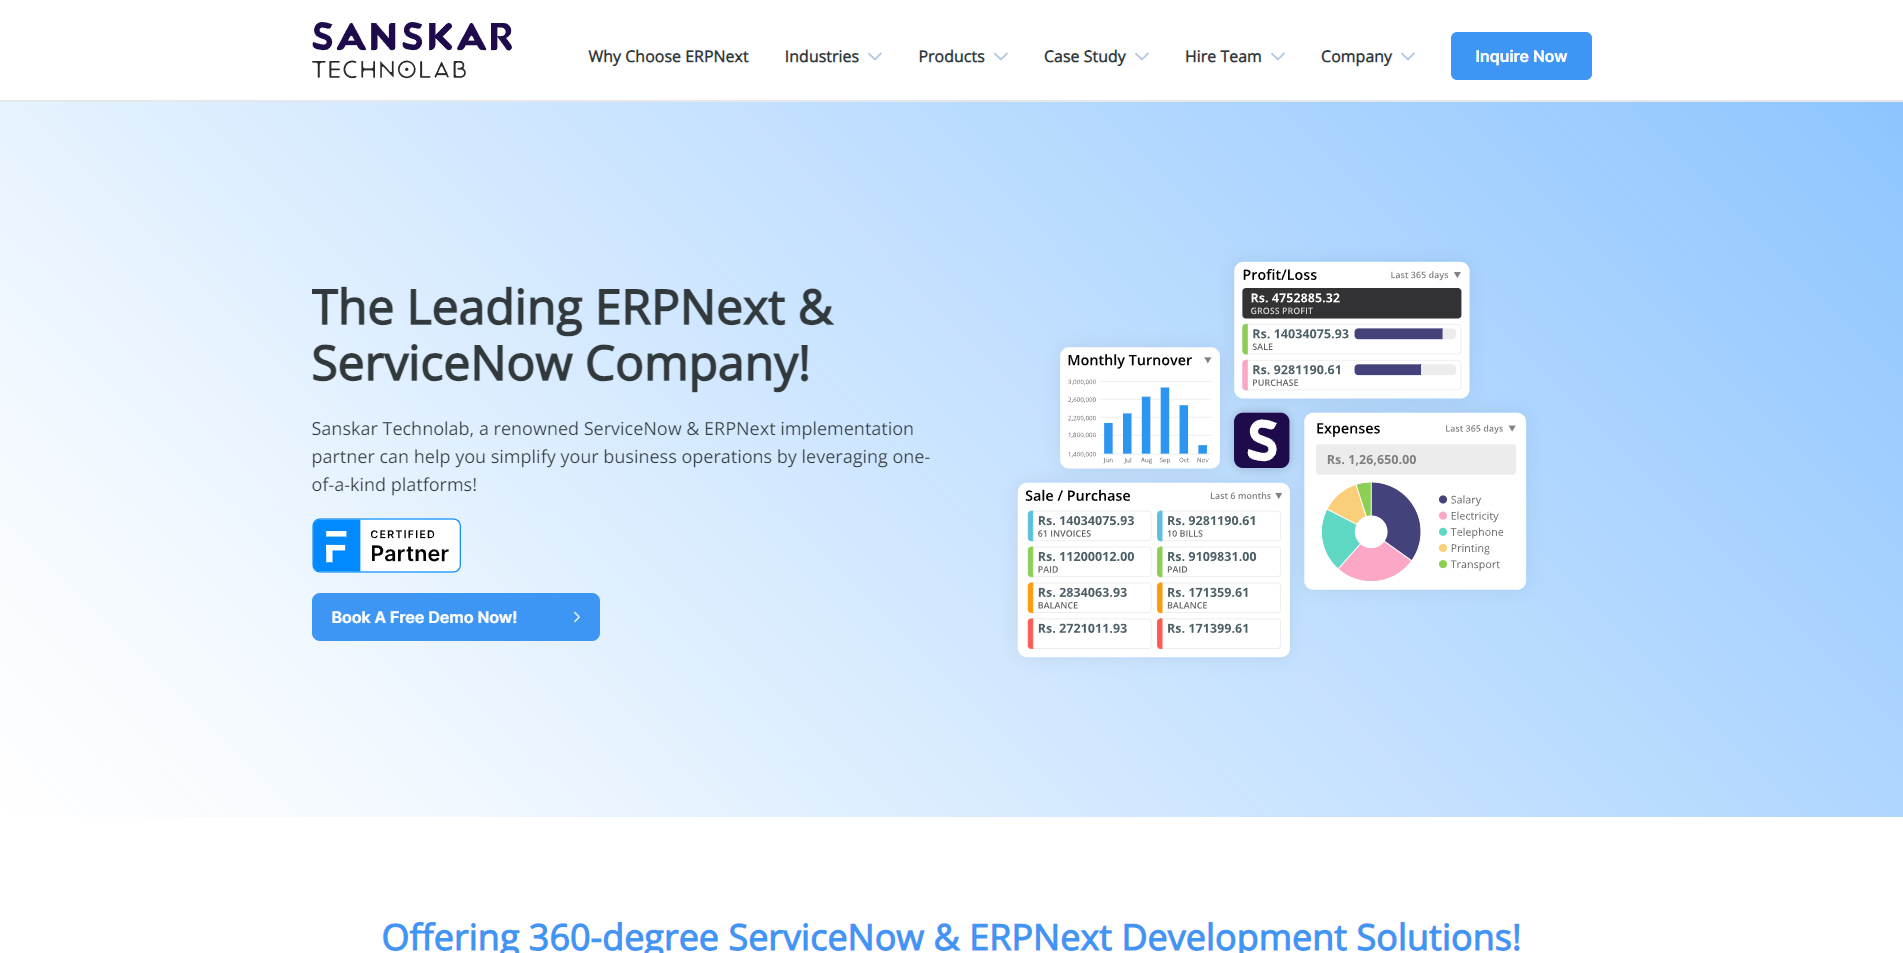 SANSKAR
TECHNOLAB
Why Choose ERPNext Industries Products Case Study Hire Team Company Inquire Now
The Leading ERPNext &
ServiceNow Company!
Sanskar Technolab, a renowned ServiceNow & ERPNext implementation
partner can help you simplify your business operations by leveraging one-
of-a-kind platforms!
F CERTIFIED
Partner
Book A Free Demo Now!
Profit/Loss Last 365 days
Rs. 4752885.32
GROSS PROFIT
Rs. 14034075.93
SALE
Rs. 9281190.61
PURCHASE
Monthly Turnover
3,000,000
2,600,000
2,200,000
1,800,000
1,400,000
Jun Jul Aug Sep Oct Nov
S
Expenses Last 365 days
Rs. 1,26,650.00
Salary
Electricity
Telephone
Printing
Transport
Sale / Purchase Last 6 months
Rs. 14034075.93 Rs. 9281190.61
61 INVOICES 10 BILLS
Rs. 11200012.00 Rs. 9109831.00
PAID PAID
Rs. 2834063.93 Rs. 171359.61
BALANCE BALANCE
Rs. 2721011.93 Rs. 171399.61
Offering 360-degree ServiceNow & ERPNext Development Solutions!